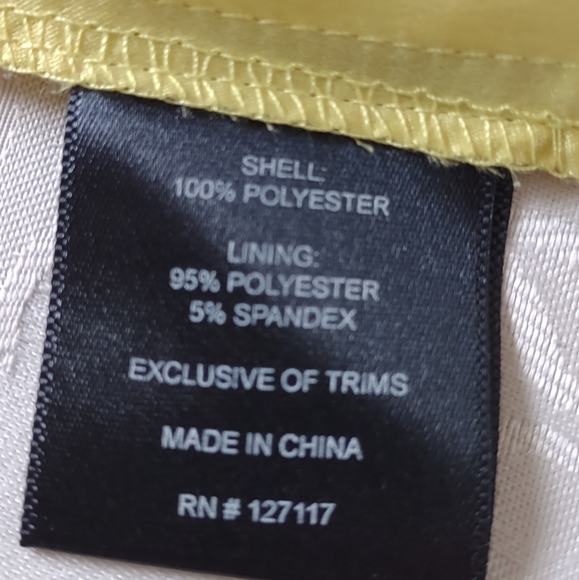 SHELL:
100% POLYESTER
LINING:
95% POLYESTER
5% SPANDEX
EXCLUSIVE OF TRIMS
MADE IN CHINA
RN # 127117